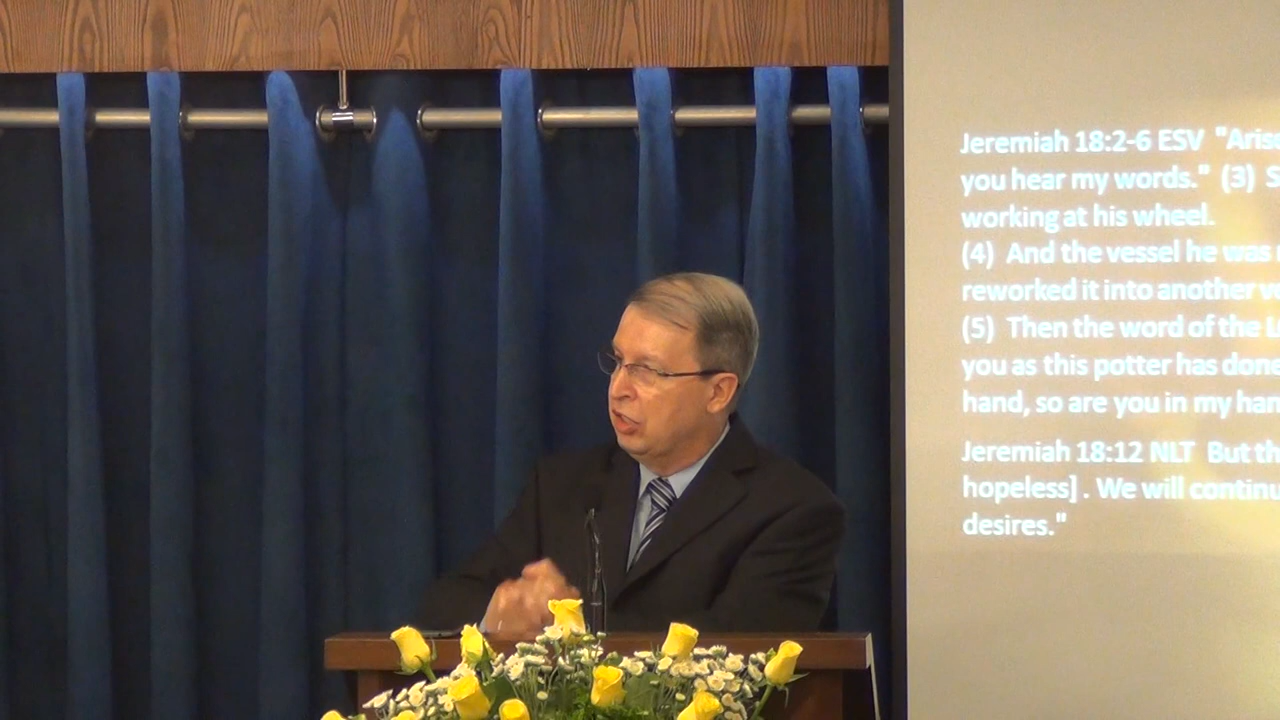 Jeremiah 18:2-6 ESV "Aris
you hear my words." (3) S
working at his wheel.
(4) And the vessel he was
reworked it into another
(5) Then the word of the L
you as this potter has done
hand, so are you in my han
Jeremiah 18:12 NLT But th
hopeless] . We will continu
desires."